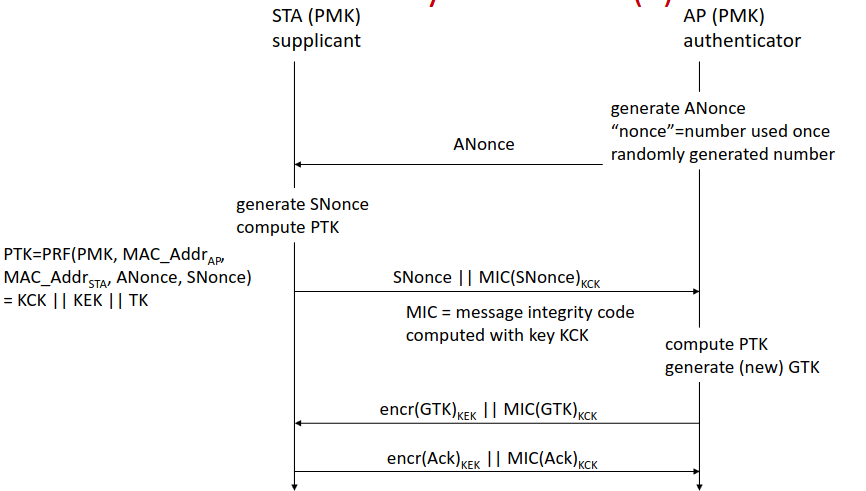 STA (PMK)
supplicant
AP (PMK)
authenticator
generate ANonce
“nonce”=number used once
randomly generated number
ANonce
generate SNonce
compute PTK
PTK=PRF(PMK, MAC_AddrAP,
MAC_AddrSTA, ANonce, SNonce)
= KCK || KEK || TK
SNonce || MIC(SNonce)KCK
MIC = message integrity code
computed with key KCK
compute PTK
generate (new) GTK
encr(GTK)KEK || MIC(GTK)KCK
encr(Ack)KEK || MIC(Ack)KCK